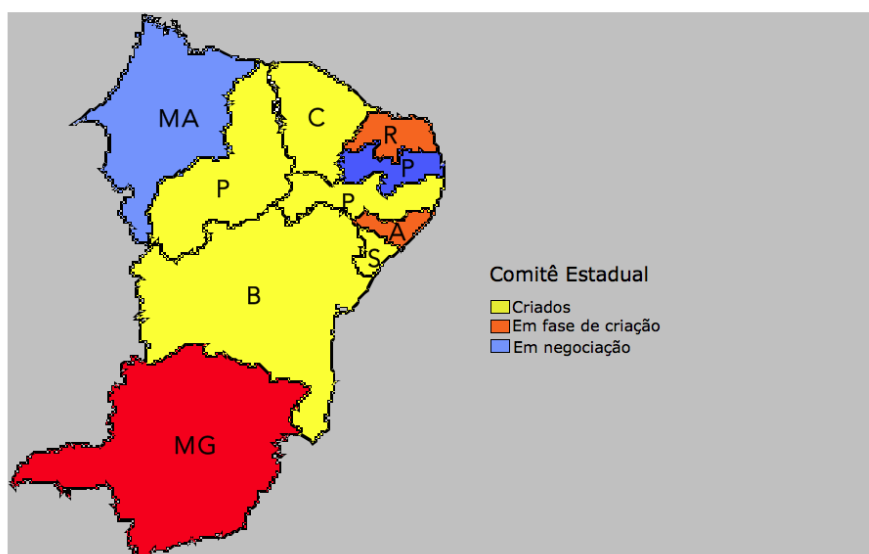 MA
C
R
P
P
P
A
S
B
MG
Comitê Estadual
Criados
Em fase de criação
Em negociação